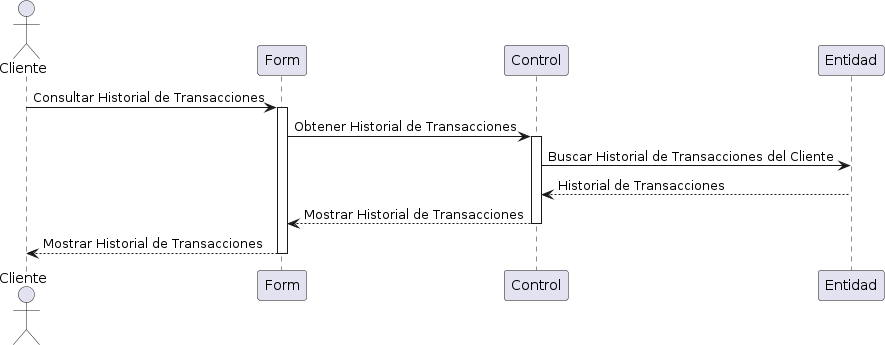 Cliente
Form
Control
Entidad
Consultar Historial de Transacciones
Obtener Historial de Transacciones
Buscar Historial de Transacciones del Cliente
Historial de Transacciones
Mostrar Historial de Transacciones
Mostrar Historial de Transacciones
Cliente
Form
Control
Entidad